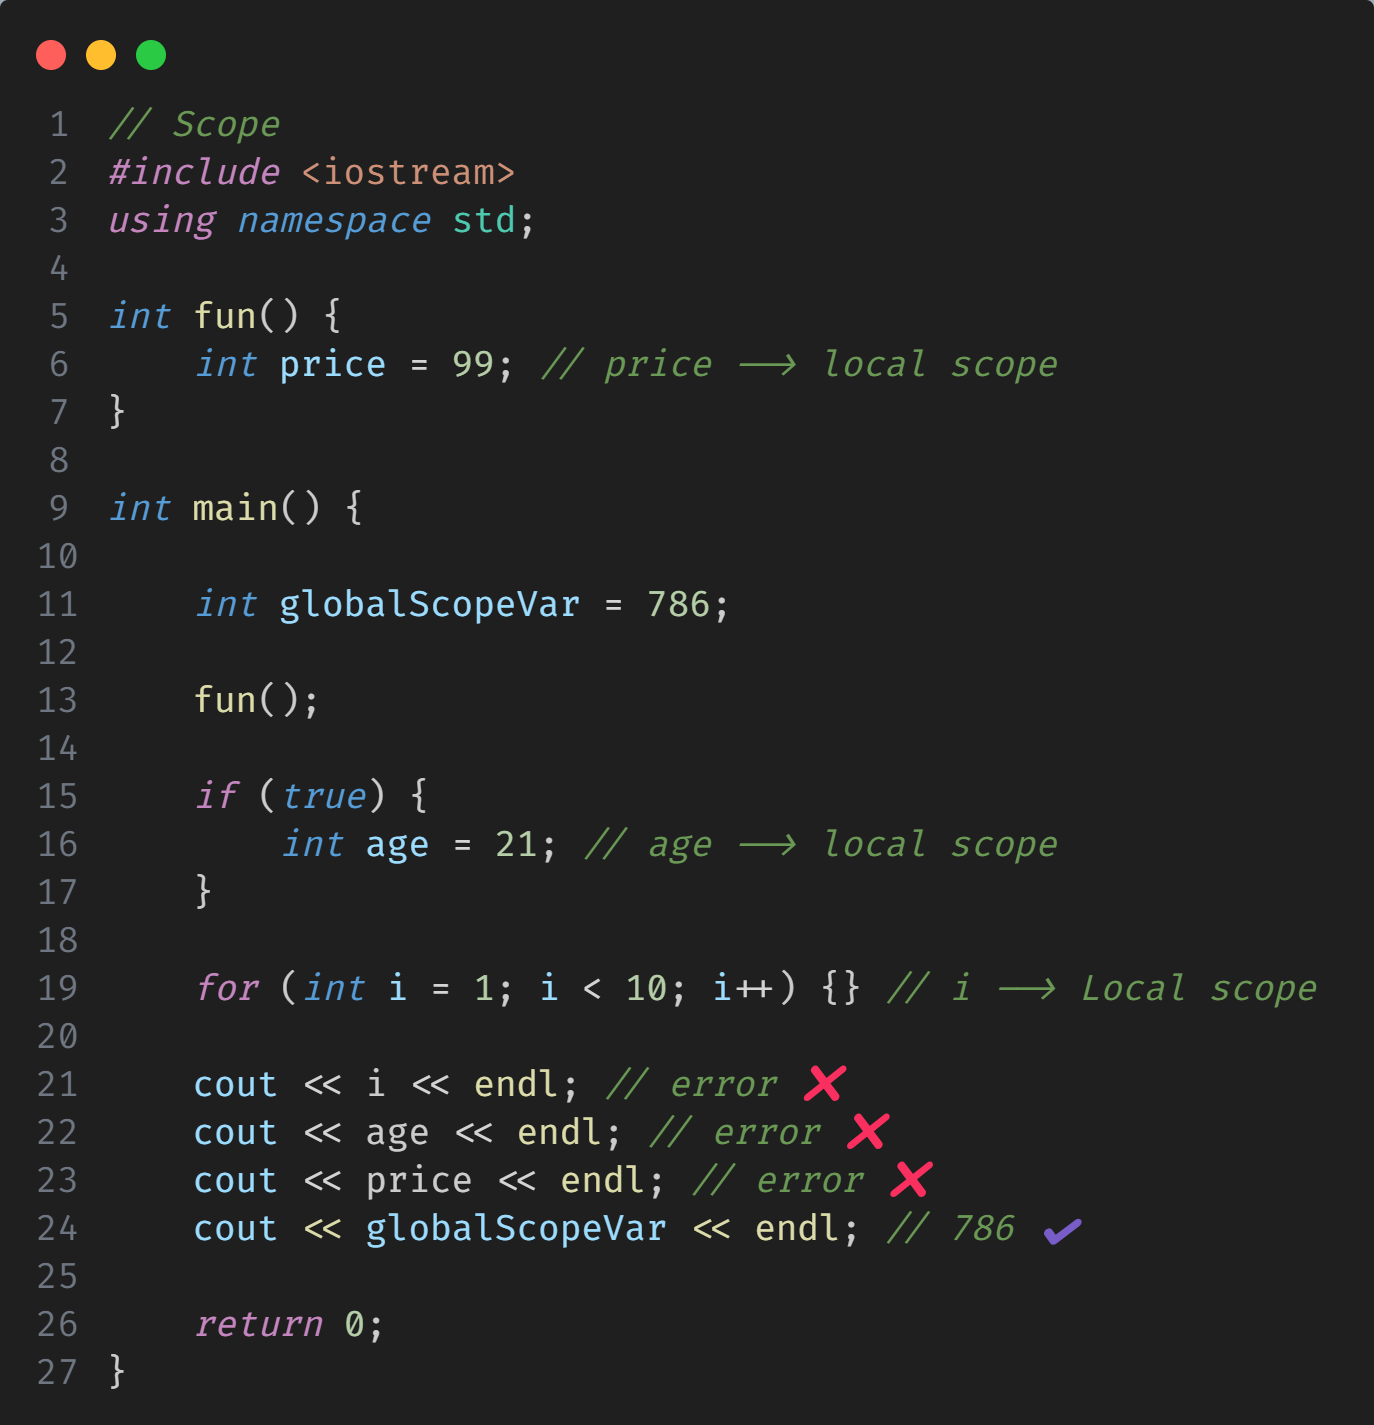 1 // Scope
2 #include <iostream>
3 using namespace std;
4
5 int fun() {
6     int price = 99; // price --> local scope
7 }
8
9 int main() {
10
11     int globalScopeVar = 786;
12
13     fun();
14
15     if (true) {
16         int age = 21; // age --> local scope
17     }
18
19     for (int i = 1; i < 10; i++) {} // i --> Local scope
20
21     cout << i << endl; // error ❌
22     cout << age << endl; // error ❌
23     cout << price << endl; // error ❌
24     cout << globalScopeVar << endl; // 786 ✔
25
26     return 0;
27 }